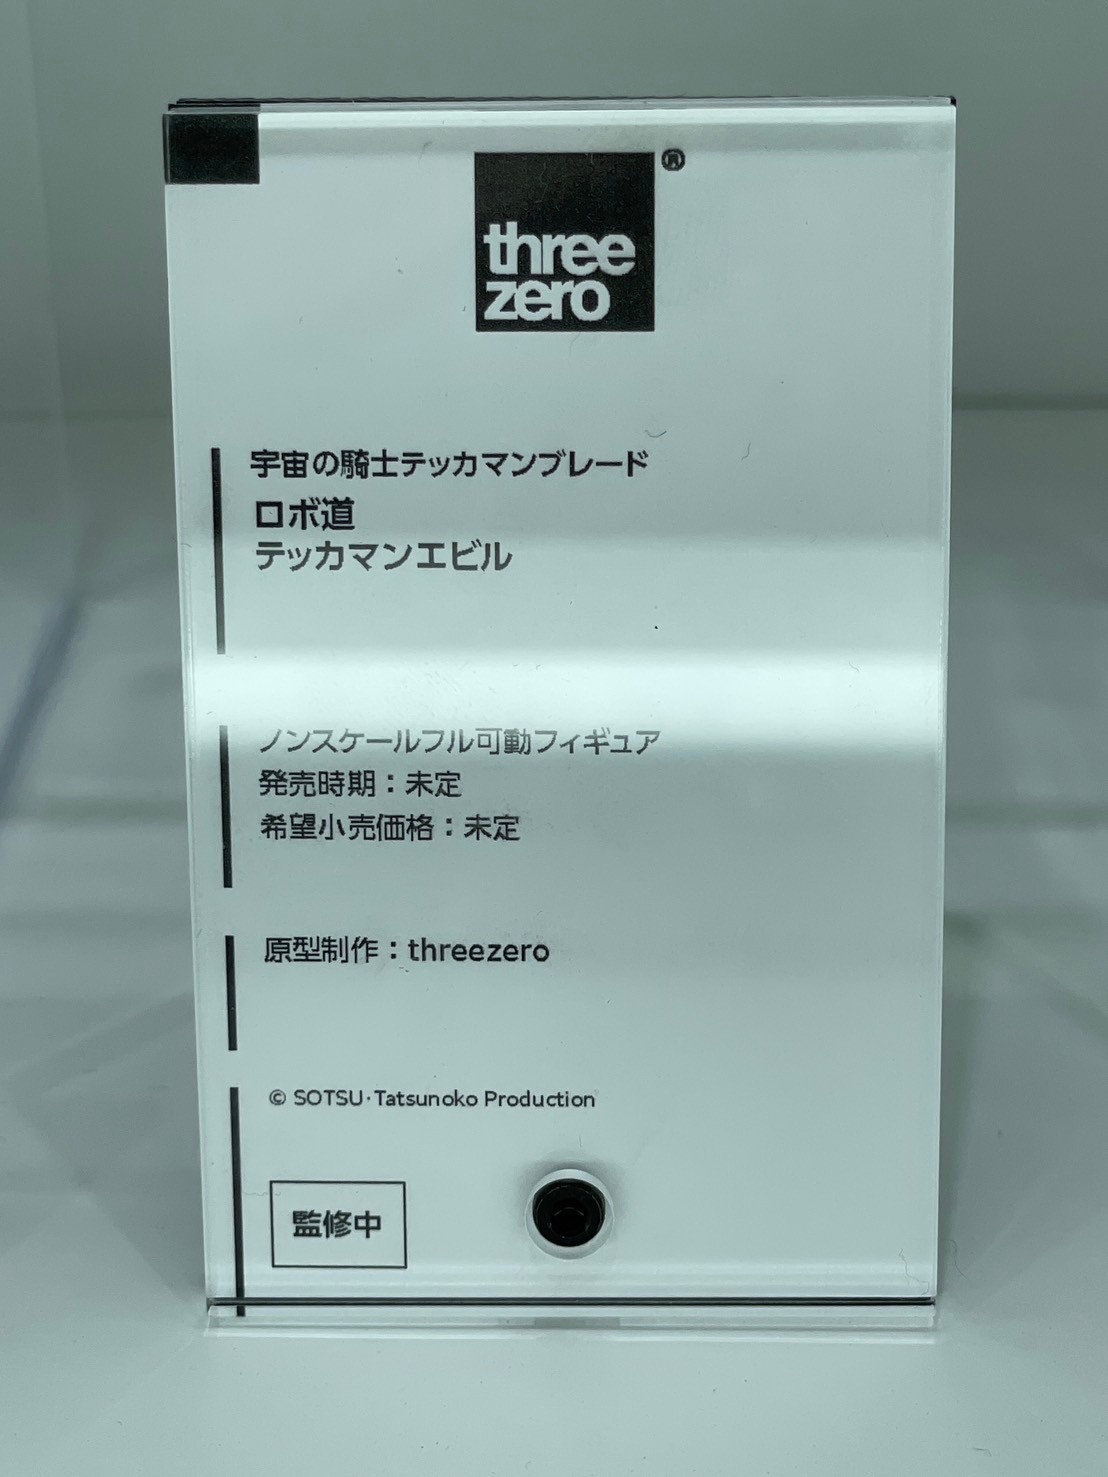 three
zero
®
宇宙の騎士テッカマンブレード
ロボ道
テッカマンエビル
ノンスケールフル可動フィギュア
発売時期：未定
希望小売価格：未定
原型制作：threezero
© SOTSU･Tatsunoko Production
監修中